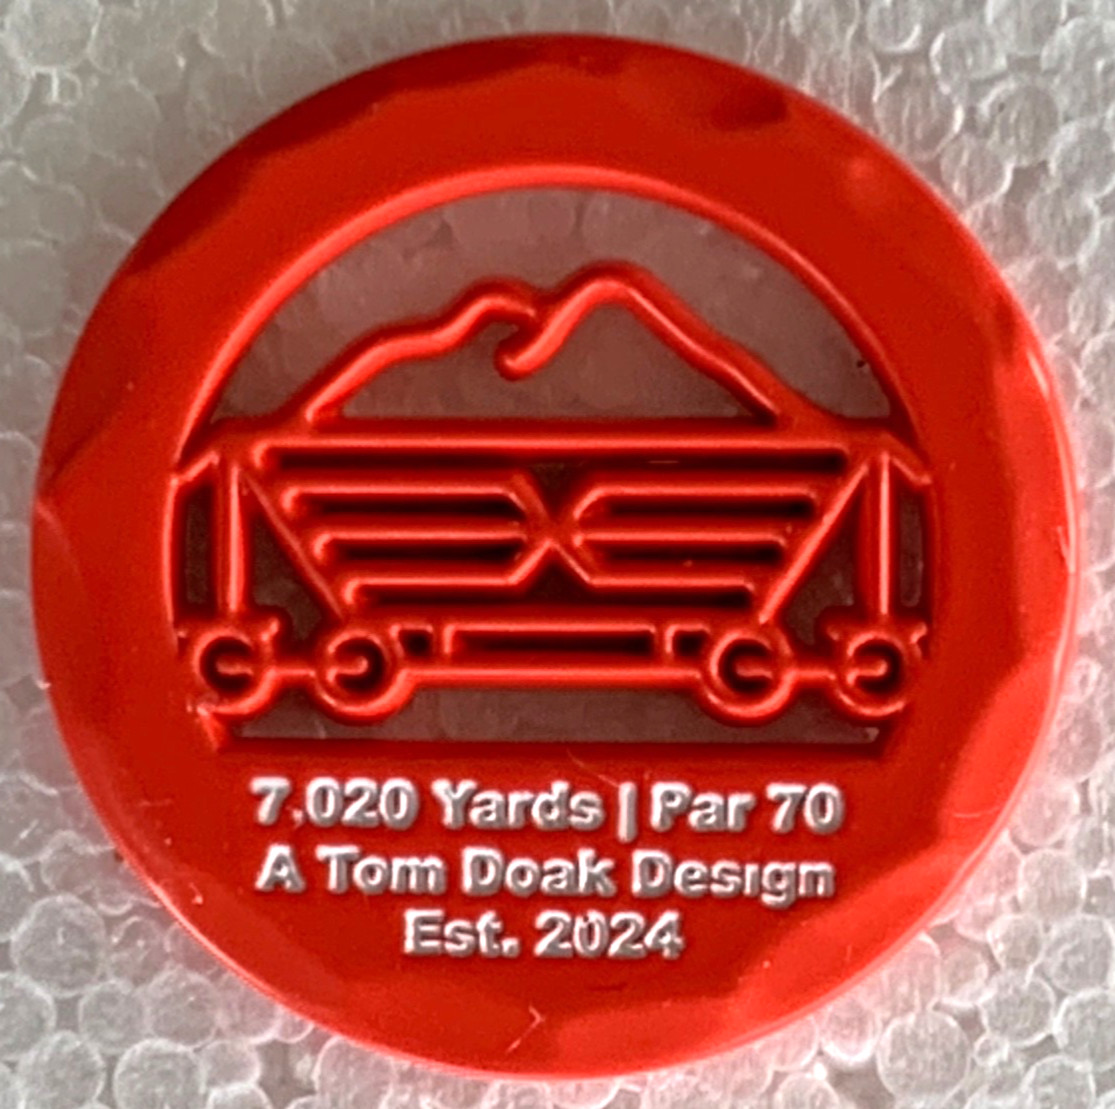 7,020 Yards | Par 70
A Tom Doak Design
Est. 2024